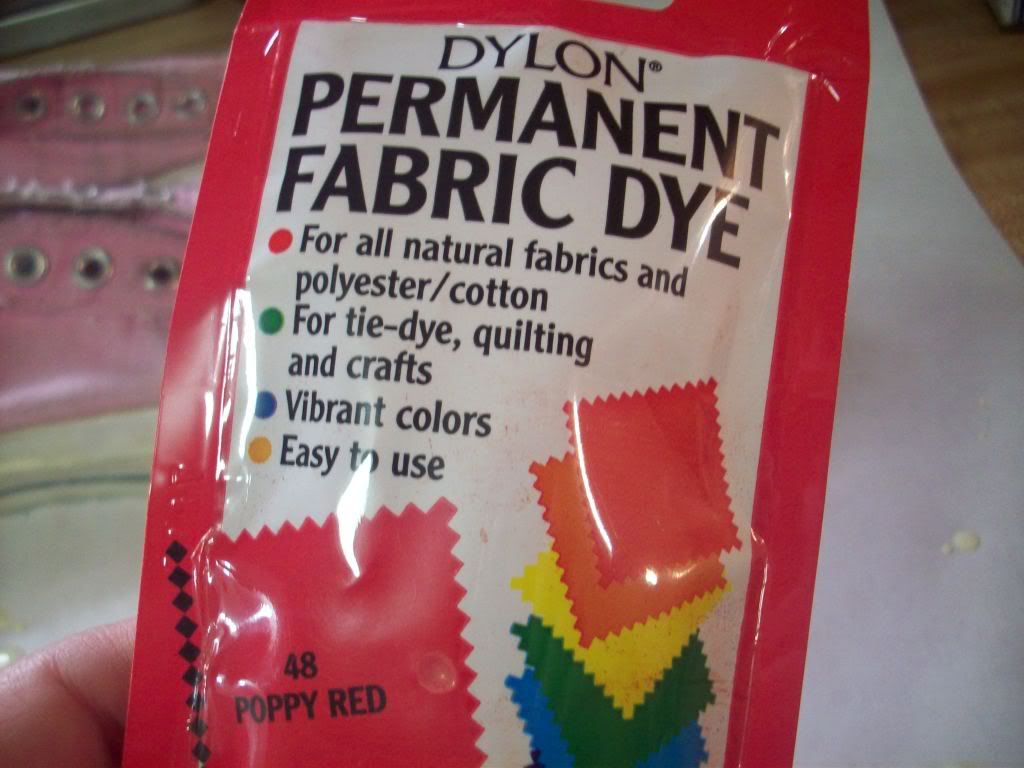 DYLON®
PERMANENT
FABRIC DYE
For all natural fabrics and
polyester/cotton
For tie-dye, quilting
and crafts
Vibrant colors
Easy to use
48
POPPY RED